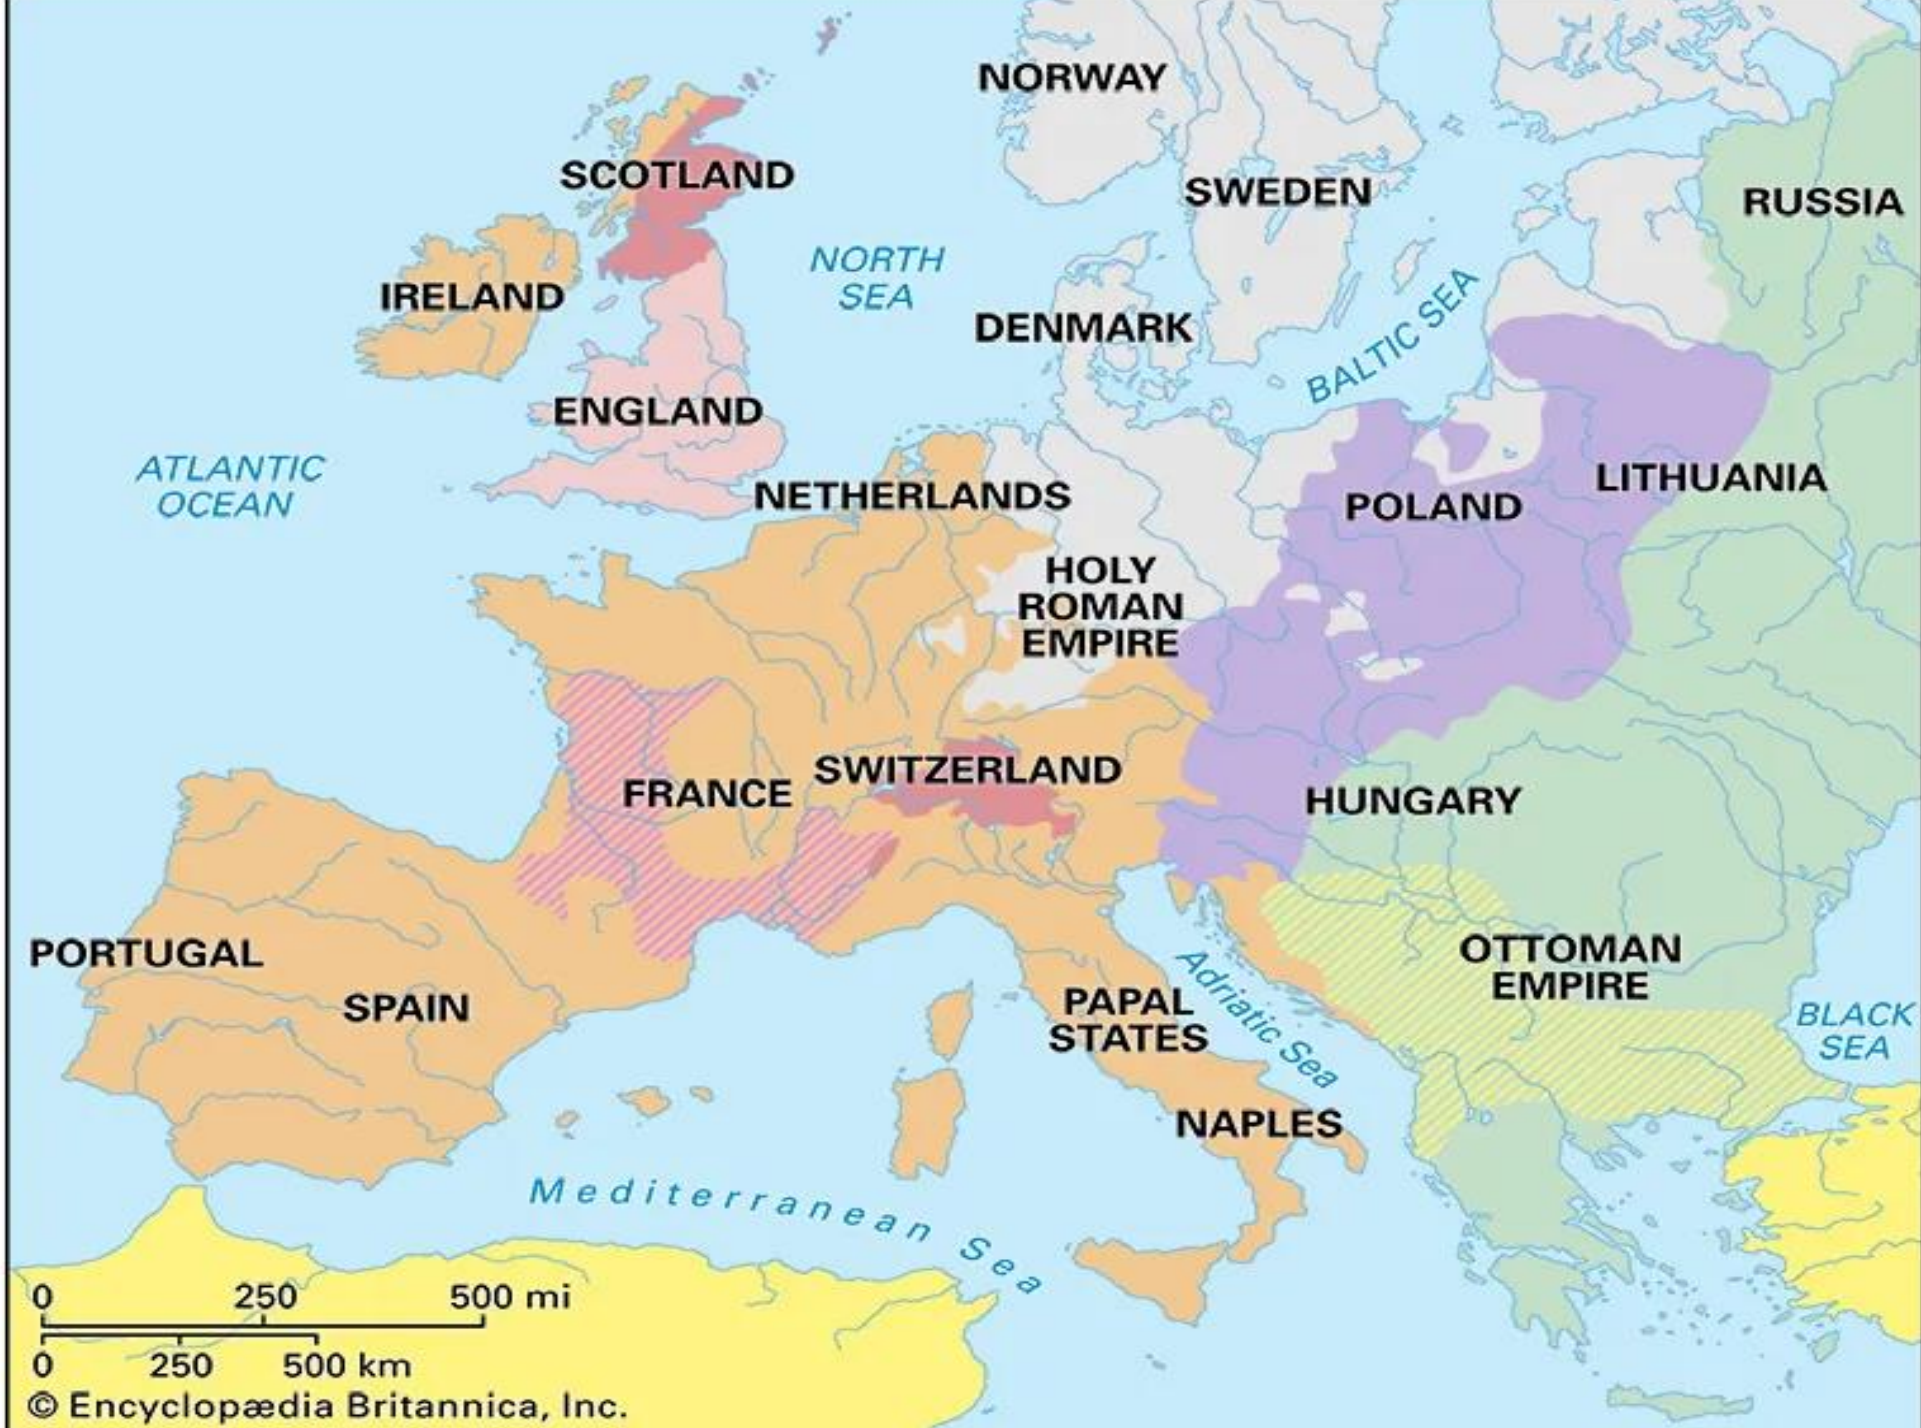 NORWAY
SCOTLAND
SWEDEN
RUSSIA
NORTH
SEA
IRELAND
DENMARK
BALTIC SEA
ENGLAND
ATLANTIC
OCEAN
NETHERLANDS
POLAND
LITHUANIA
HOLY
ROMAN
EMPIRE
FRANCE
SWITZERLAND
HUNGARY
PORTUGAL
SPAIN
PAPAL
STATES
Adriatic Sea
OTTOMAN
EMPIRE
BLACK
SEA
NAPLES
Mediterranean Sea
0 250 500 mi
0 250 500 km
© Encyclopædia Britannica, Inc.